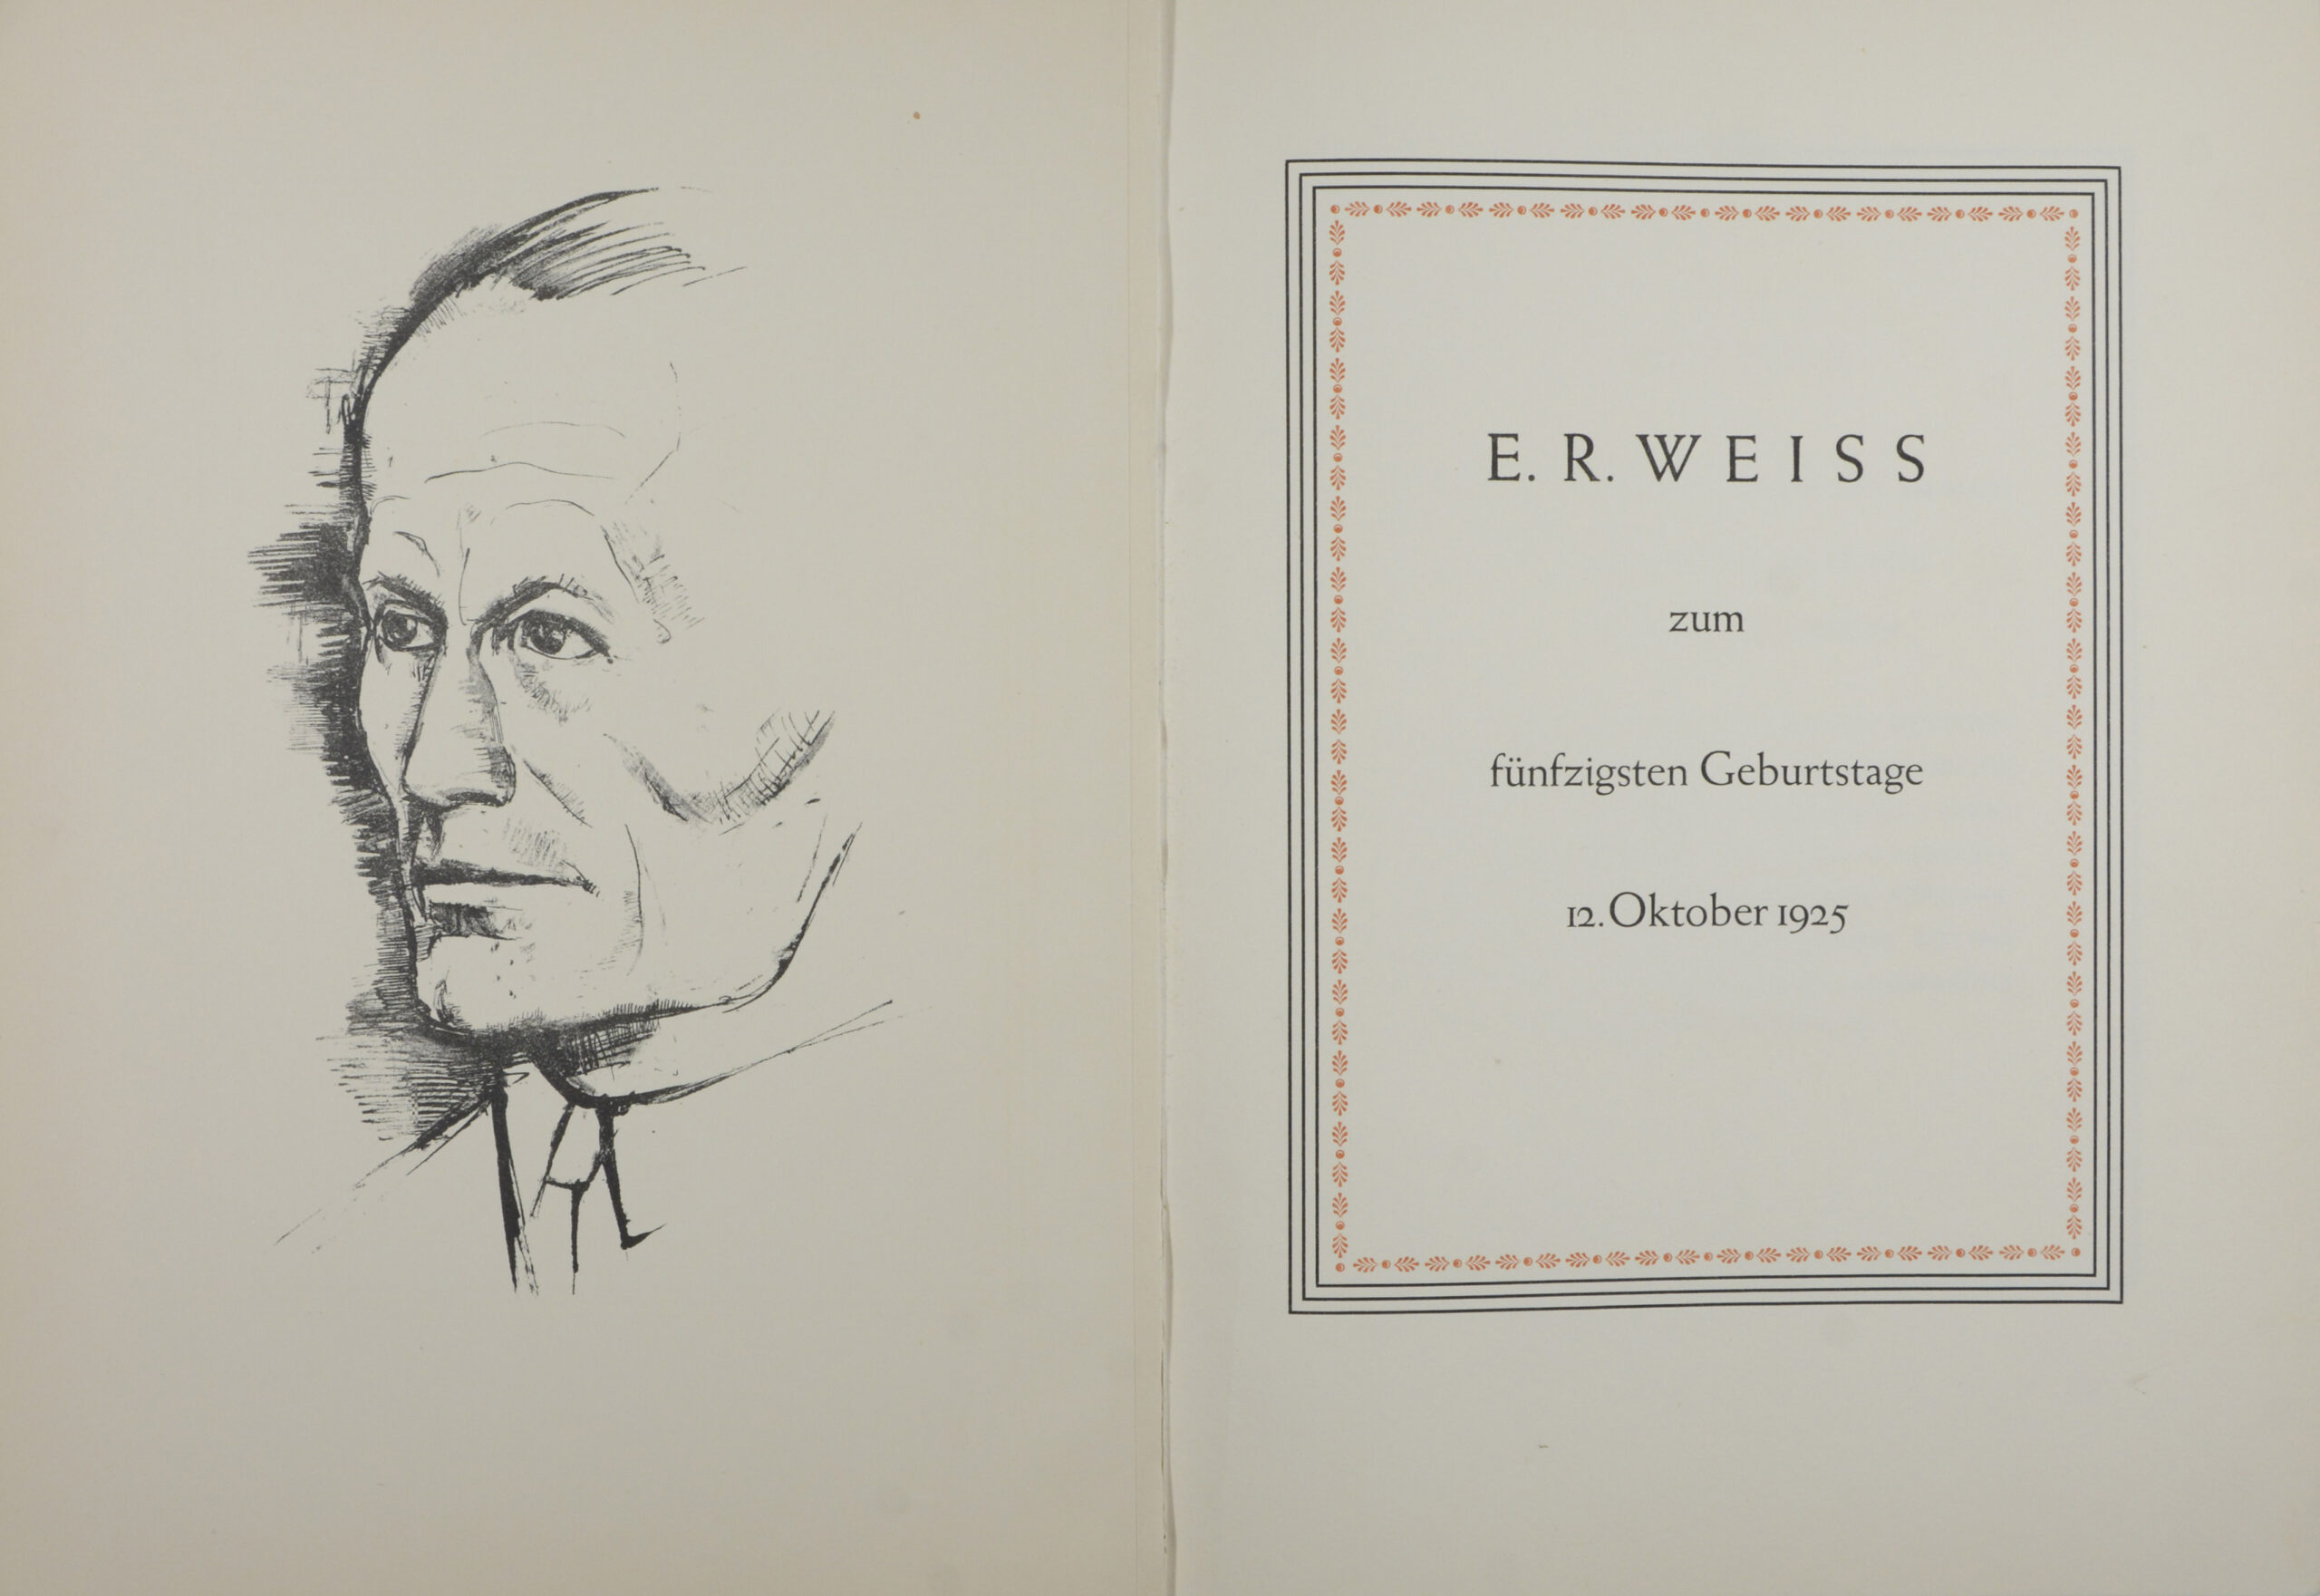 E. R. WEISS
zum
fünfzigsten Geburtstage
12. Oktober 1925